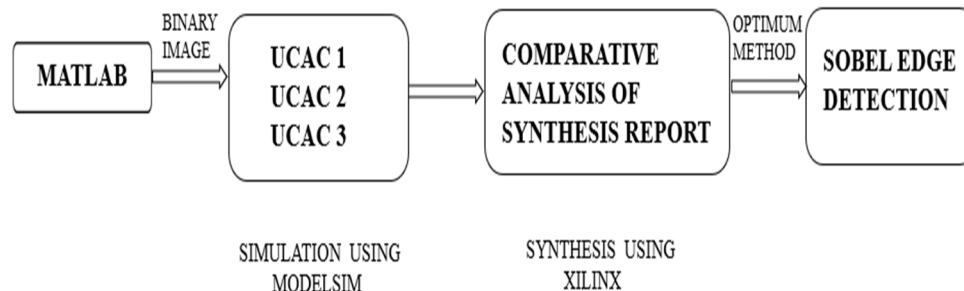 MATLAB
BINARY
IMAGE
UCAC 1
UCAC 2
UCAC 3
COMPARATIVE
ANALYSIS OF
SYNTHESIS REPORT
OPTIMUM
METHOD
SOBEL EDGE
DETECTION
SIMULATION USING
MODELSIM
SYNTHESIS USING
XILINX